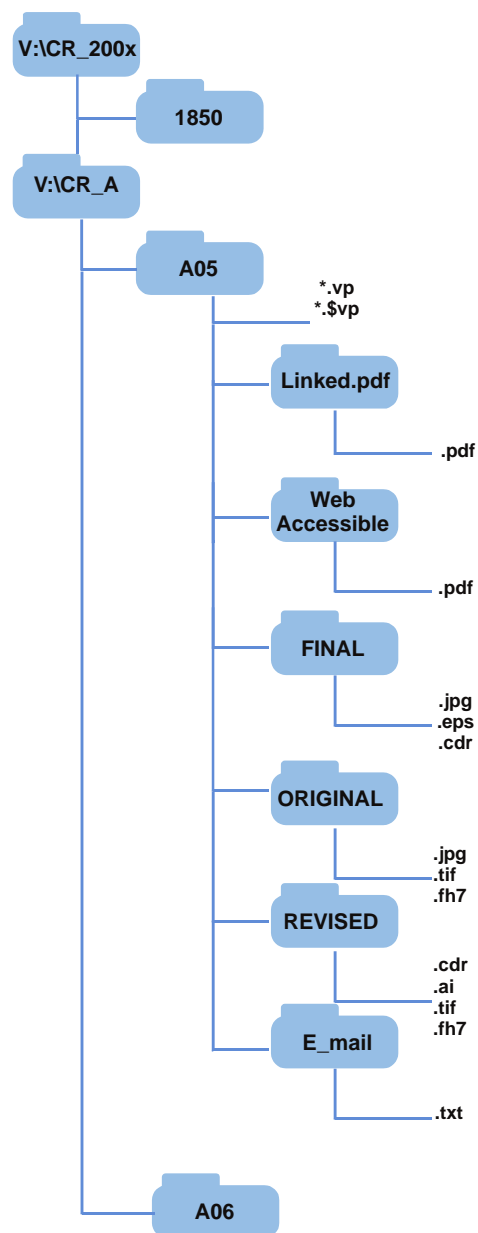 V:\CR_200x
1850
V:\CR_A
A05
*.vp
*.$vp
Linked.pdf
.pdf
Web
Accessible
.pdf
FINAL
.jpg
.eps
.cdr
ORIGINAL
.jpg
.tif
.fh7
REVISED
.cdr
.ai
.tif
.fh7
E_mail
.txt
A06